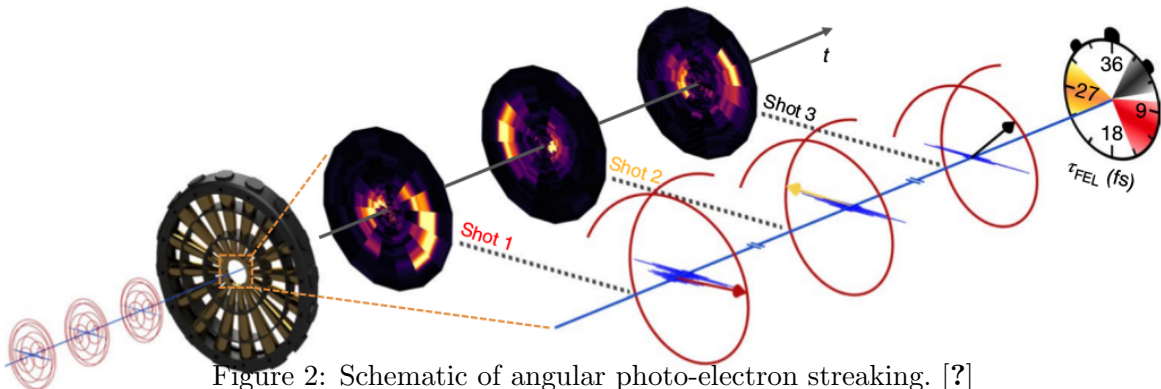 t
Shot 3
Shot 2
Shot 1
36
27
9
18
τFEL (fs)
Figure 2: Schematic of angular photo-electron streaking. [?]